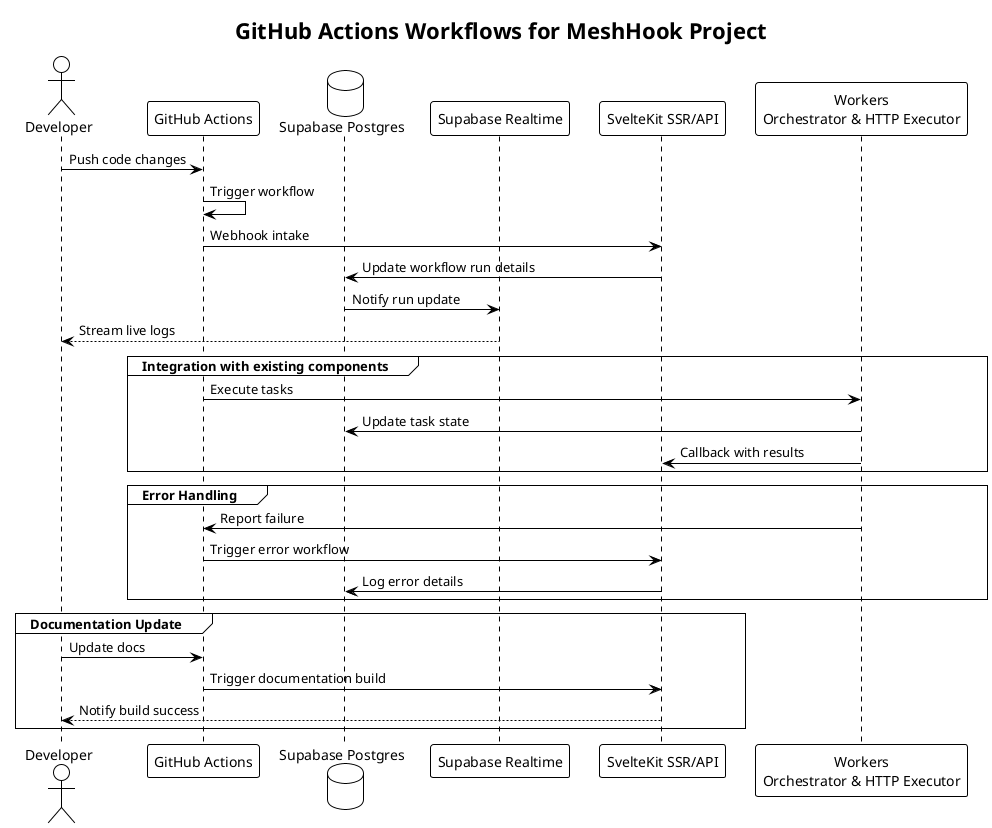 GitHub Actions Workflows for MeshHook Project
Developer
GitHub Actions
Supabase Postgres
Supabase Realtime
SvelteKit SSR/API
Workers
Orchestrator & HTTP Executor
Push code changes
Trigger workflow
Webhook intake
Update workflow run details
Notify run update
Stream live logs
Integration with existing components
Execute tasks
Update task state
Callback with results
Error Handling
Report failure
Trigger error workflow
Log error details
Documentation Update
Update docs
Trigger documentation build
Notify build success
Developer
GitHub Actions
Supabase Postgres
Supabase Realtime
SvelteKit SSR/API
Workers
Orchestrator & HTTP Executor